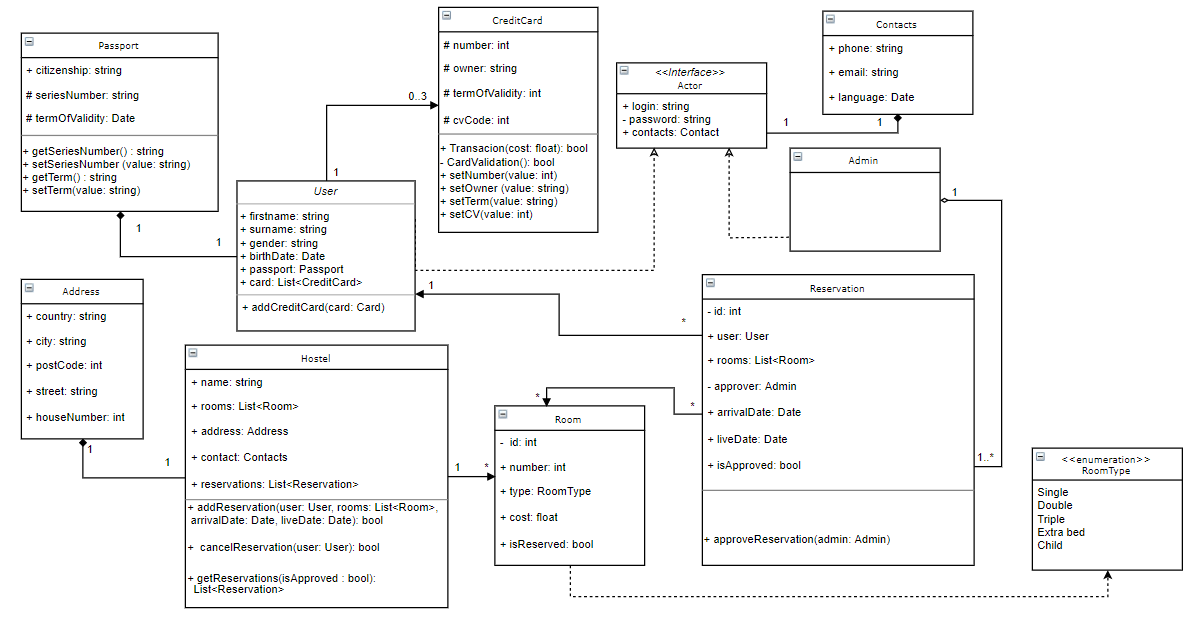 Passport
+ citizenship: string
# seriesNumber: string
# termOfValidity: Date
+ getSeriesNumber() : string
+ setSeriesNumber (value: string)
+ getTerm() : string
+ setTerm(value: string)
1
1
CreditCard
# number: int
# owner: string
# termOfValidity: int
# cvCode: int
+ Transacion(cost: float): bool
- CardValidation(): bool
+ setNumber(value: int)
+ setOwner (value: string)
+ setTerm(value: string)
+ setCV(value: int)
0..3
1
<<Interface>>
Actor
+ login: string
- password: string
+ contacts: Contact
1
1
Contacts
+ phone: string
+ email: string
+ language: Date
Admin
1
User
+ firstname: string
+ surname: string
+ gender: string
+ birthDate: Date
+ passport: Passport
+ card: List<CreditCard>
+ addCreditCard(card: Card)
1
*
Address
+ country: string
+ city: string
+ postCode: int
+ street: string
+ houseNumber: int
1
1
Hostel
+ name: string
+ rooms: List<Room>
+ address: Address
+ contact: Contacts
+ reservations: List<Reservation>
+ addReservation(user: User, rooms: List<Room>,
arrivalDate: Date, liveDate: Date): bool
+ cancelReservation(user: User): bool
+ getReservations(isApproved : bool):
List<Reservation>
1
*
Room
- id: int
+ number: int
+ type: RoomType
+ cost: float
+ isReserved: bool
*
*
Reservation
- id: int
+ user: User
+ rooms: List<Room>
- approver: Admin
+ arrivalDate: Date
+ liveDate: Date
+ isApproved: bool
+ approveReservation(admin: Admin)
1..*
<<enumeration>>
RoomType
Single
Double
Triple
Extra bed
Child